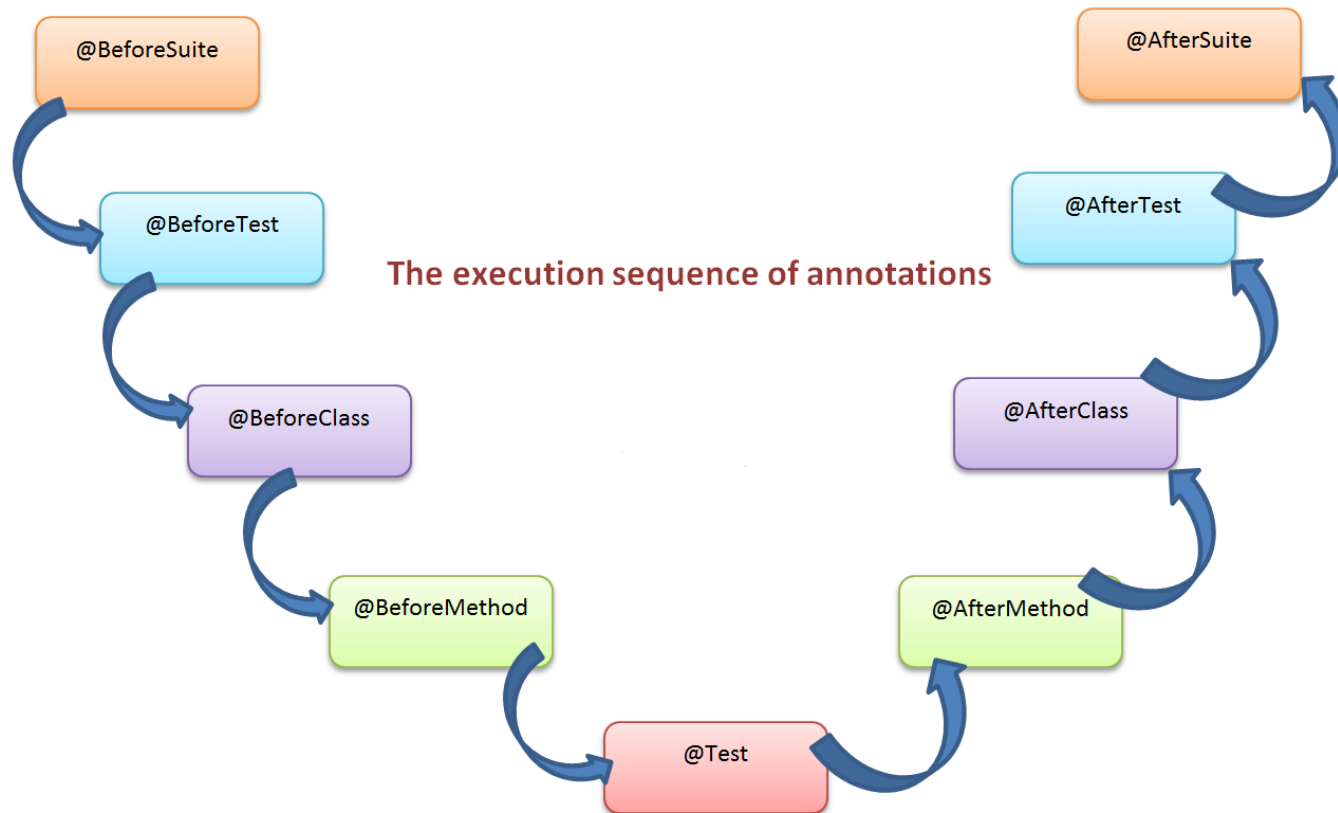 @BeforeSuite
@AfterSuite
@BeforeTest
@AfterTest
The execution sequence of annotations
@BeforeClass
@AfterClass
@BeforeMethod
@AfterMethod
@Test